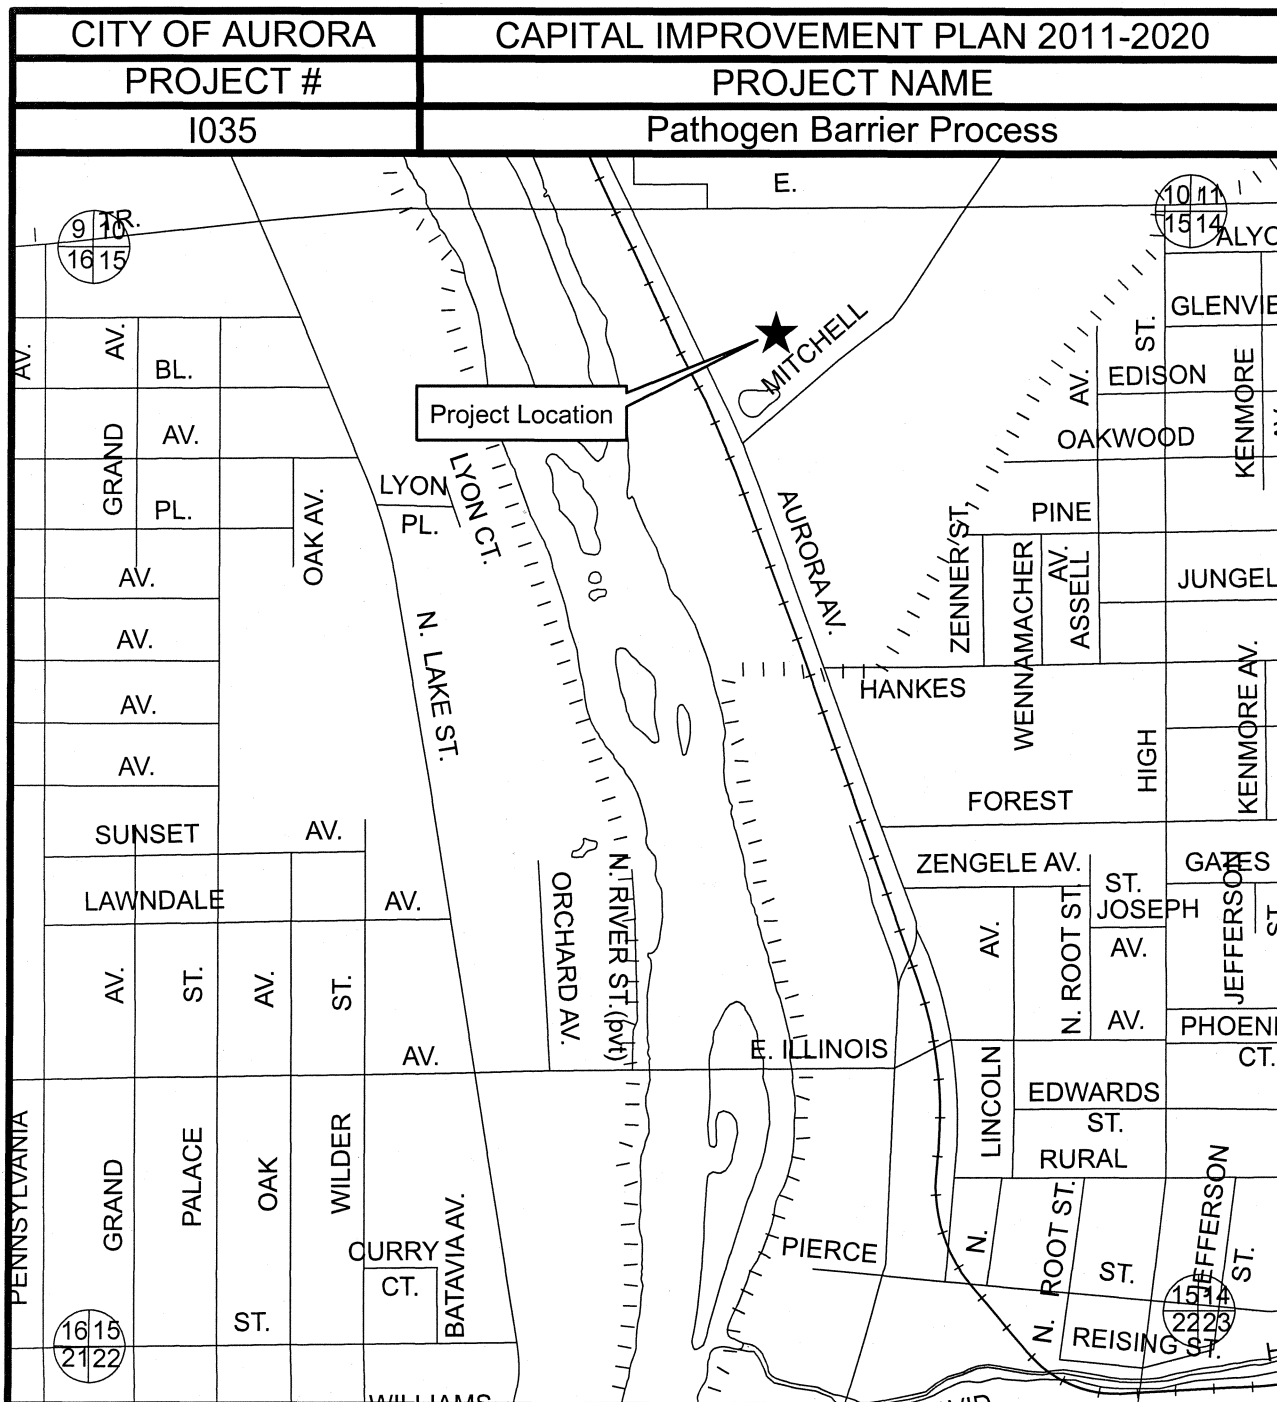 CITY OF AURORA
CAPITAL IMPROVEMENT PLAN 2011-2020
PROJECT #
PROJECT NAME
I035
Pathogen Barrier Process
E.
10 11
15 14
9 10
16 15
TR.
ALYO
GLENVIE
ST.
AV.
AV.
BL.
MITCHELL
EDISON
AV.
KENMORE
Project Location
GRAND
AV.
OAKWOOD
AV.
LYON
PL.
LYON CT.
PL.
OAK AV.
AURORA AV.
PINE
ZENNER ST.
WENNAMACHER
AV.
ASSELL
JUNGEL
AV.
AV.
N. LAKE ST.
HANKES
KENMORE AV.
AV.
HIGH
AV.
FOREST
SUNSET
AV.
ZENGELE AV.
GATES
N. RIVER ST.(pvt)
ORCHARD AV.
LAWNDALE
AV.
ST.
JOSEPH
N. ROOT ST.
JEFFERSON
ST.
AV.
AV.
AV.
ST.
AV.
ST.
AV.
PHOENI
CT.
AV.
E. ILLINOIS
LINCOLN
EDWARDS
ST.
RURAL
PENNSYLVANIA
GRAND
PALACE
OAK
WILDER
BATAVIA AV.
CURRY
CT.
PIERCE
N.
ROOT ST.
ST.
JEFFERSON
ST.
N.
15 14
22 23
16 15
21 22
ST.
REISING ST.
WILLIAMS